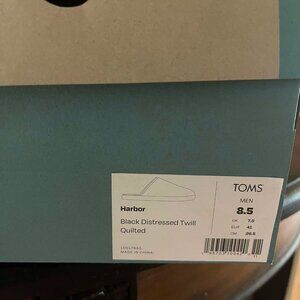 TOMS
MEN
8.5
UK 7.5
EUR 41
CM 26.5
Harbor
Black Distressed Twill
Quilted
MADE IN CHINA